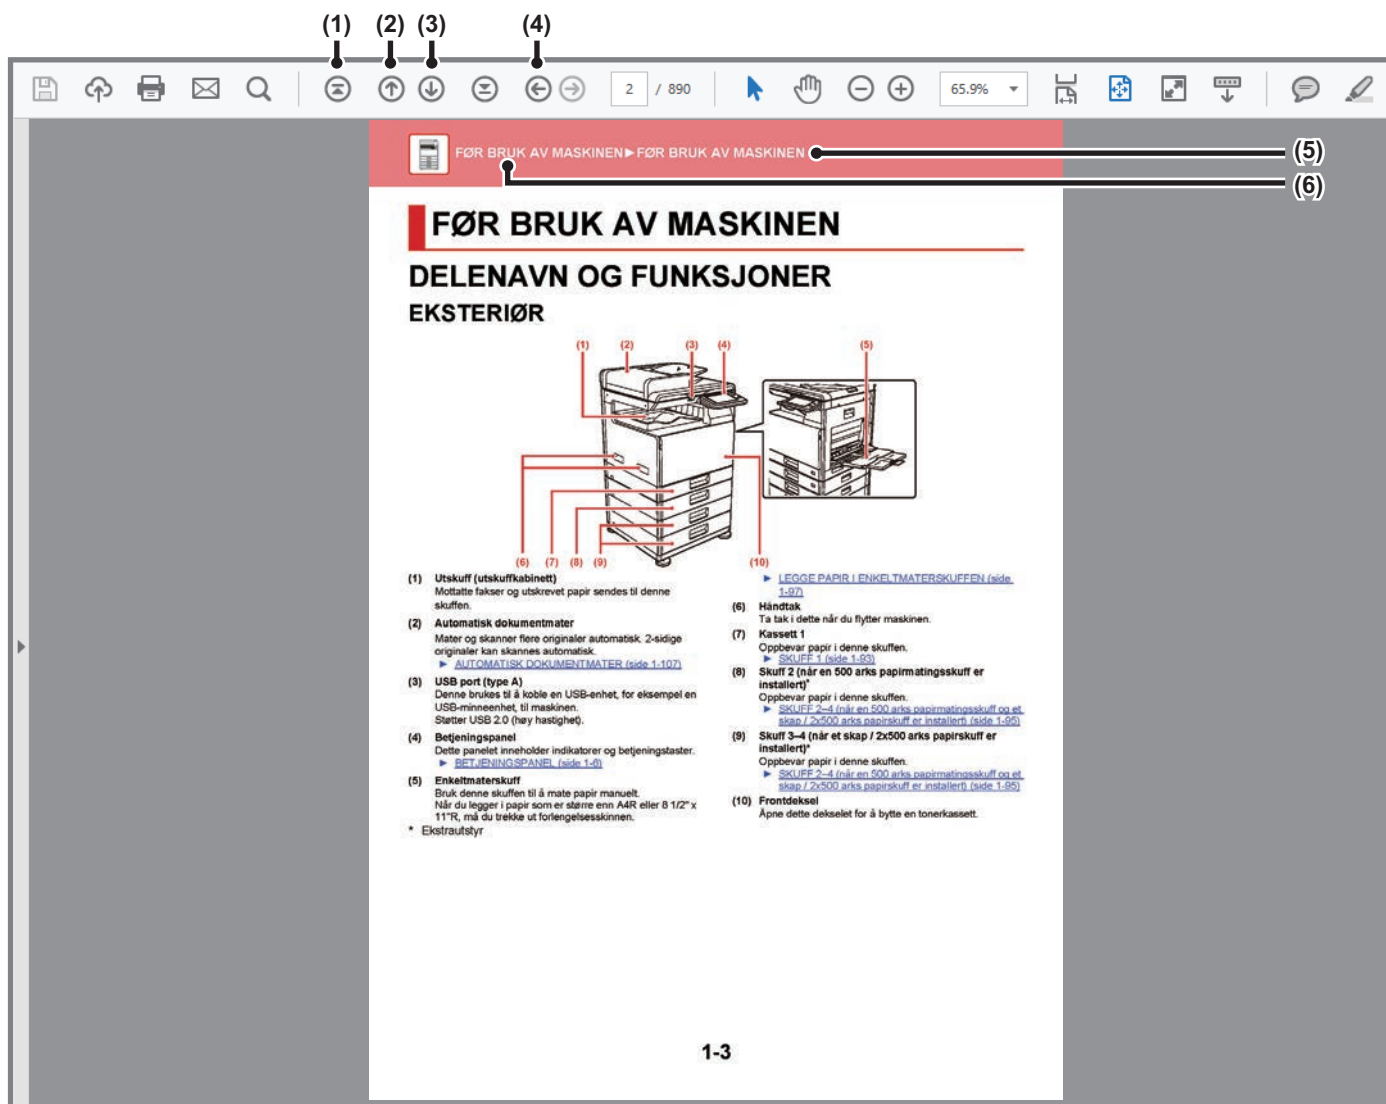 (1) (2) (3) (4)
2 / 890 65.9%
FØR BRUK AV MASKINEN►FØR BRUK AV MASKINEN
(5)
(6)
FØR BRUK AV MASKINEN
DELENAVN OG FUNKSJONER
EKSTERIØR
(1) (2) (3) (4) (5)
(6) (7) (8) (9) (10)
(1) Utskuff (utskuffkabinett)
Mottatte fakser og utskrevet papir sendes til denne
skuffen.
(2) Automatisk dokumentmater
Mater og skanner flere originaler automatisk. 2-sidige
originaler kan skannes automatisk.
► AUTOMATISK DOKUMENTMATER (side 1-107)
(3) USB port (type A)
Denne brukes til å koble en USB-enhet, for eksempel en
USB-minneenhet, til maskinen.
Støtter USB 2.0 (høy hastighet).
(4) Betjeningspanel
Dette panelet inneholder indikatorer og betjeningstaster.
► BETJENINGSPANEL (side 1-6)
(5) Enkeltmaterskuff
Bruk denne skuffen til å mate papir manuelt.
Når du legger i papir som er større enn A4R eller 8 1/2" x
11"R, må du trekke ut forlengelsesskinnen.
* Ekstrautstyr
► LEGGE PAPIR I ENKELTMATERSKUFFEN (side
1-97)
(6) Håndtak
Ta tak i dette når du flytter maskinen.
(7) Kassett 1
Oppbevar papir i denne skuffen.
► SKUFF 1 (side 1-93)
(8) Skuff 2 (når en 500 arks papirmatingsskuff er
installert)*
Oppbevar papir i denne skuffen.
► SKUFF 2–4 (når en 500 arks papirmatingsskuff og et
skap / 2x500 arks papirskuff er installert) (side 1-95)
(9) Skuff 3–4 (når et skap / 2x500 arks papirskuff er
installert)*
Oppbevar papir i denne skuffen.
► SKUFF 2–4 (når en 500 arks papirmatingsskuff og et
skap / 2x500 arks papirskuff er installert) (side 1-95)
(10) Frontdeksel
Åpne dette dekselet for å bytte en tonerkassett.
1-3